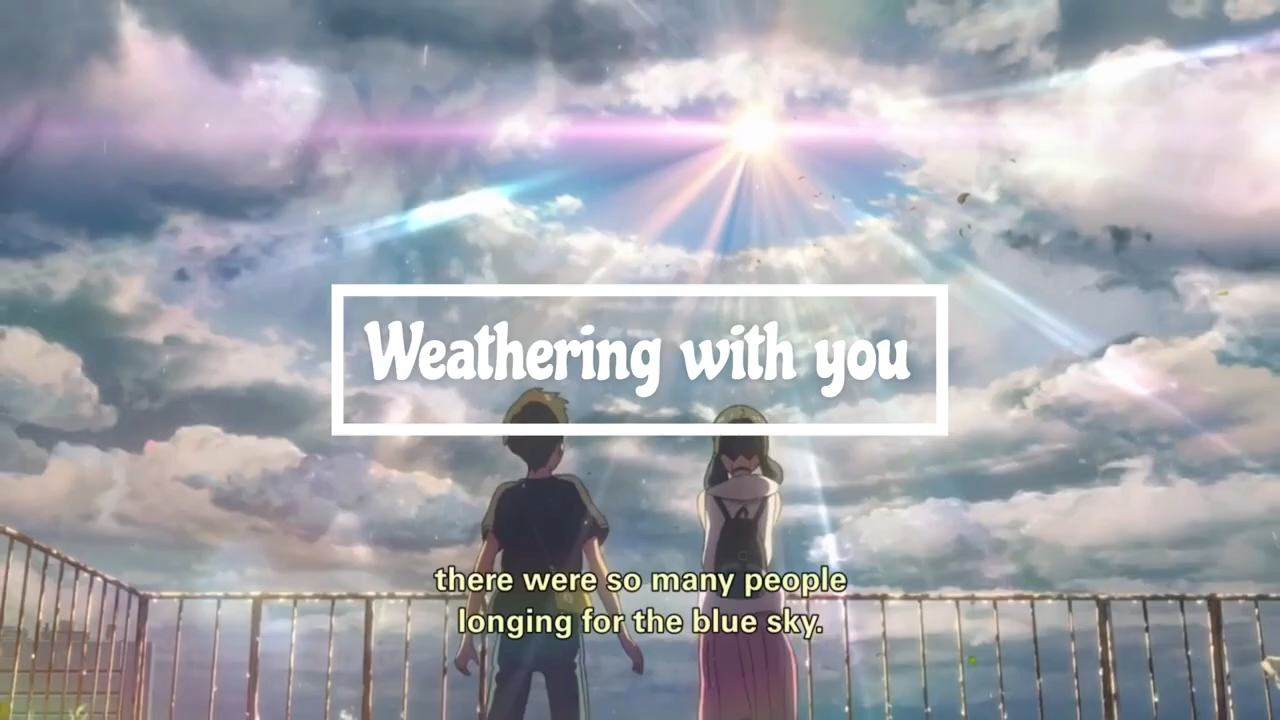 Weathering with you
there were so many people
longing for the blue sky.